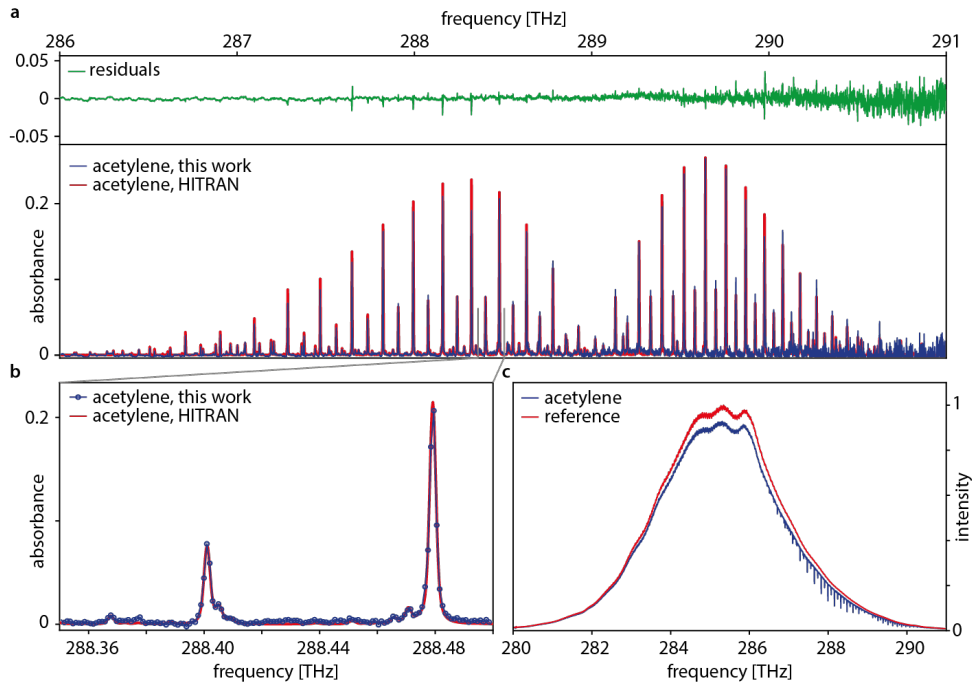 a
frequency [THz]
286 287 288 289 290 291
0.05
0
-0.05
residuals
acetylene, this work
acetylene, HITRAN
0.2
0
absorbance
b
acetylene, this work
acetylene, HITRAN
0.2
0
absorbance
288.36 288.40 288.44 288.48
frequency [THz]
c
acetylene
reference
1
0
intensity
280 282 284 286 288 290
frequency [THz]